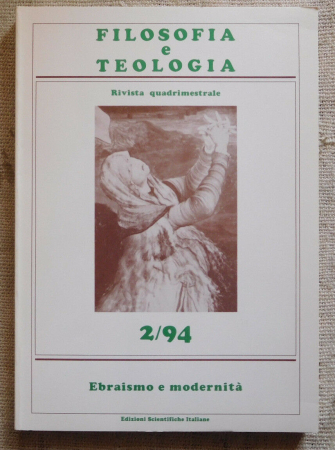 FILOSOFIA
e
TEOLOGIA
Rivista quadrimestrale
2/94
Ebraismo e modernità
Edizioni Scientifiche Italiane